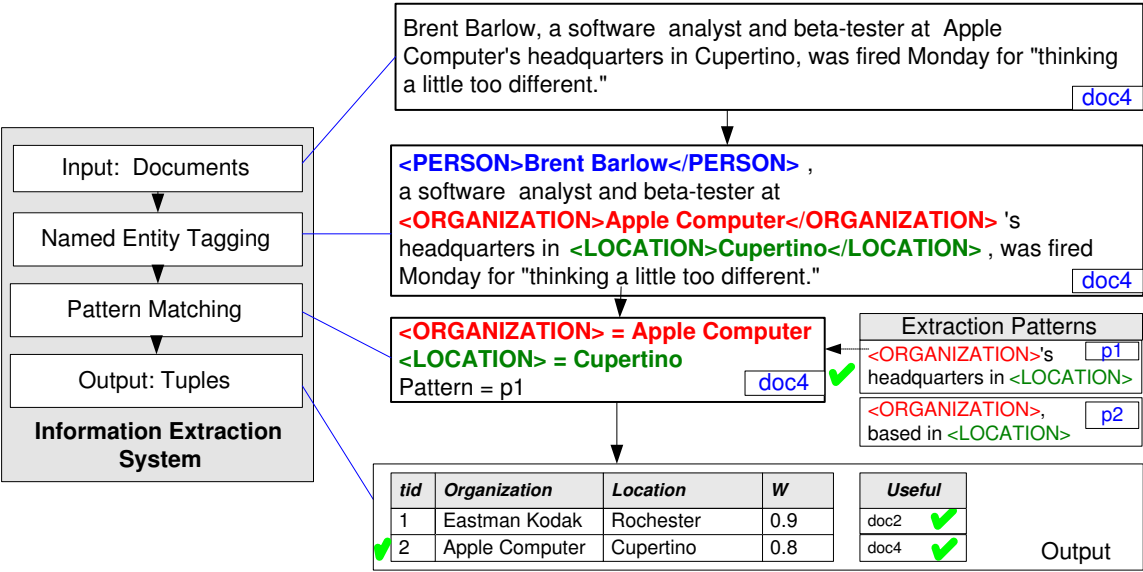 Brent Barlow, a software analyst and beta-tester at Apple
Computer's headquarters in Cupertino, was fired Monday for "thinking
a little too different."
doc4
Input: Documents
Named Entity Tagging
Pattern Matching
Output: Tuples
Information Extraction
System
<PERSON>Brent Barlow</PERSON> ,
a software analyst and beta-tester at
<ORGANIZATION>Apple Computer</ORGANIZATION> 's
headquarters in <LOCATION>Cupertino</LOCATION> , was fired
Monday for "thinking a little too different."
doc4
<ORGANIZATION> = Apple Computer
<LOCATION> = Cupertino
Pattern = p1
doc4
Extraction Patterns
<ORGANIZATION>'s
p1
headquarters in <LOCATION>
<ORGANIZATION>,
p2
based in <LOCATION>
tid Organization Location W Useful
1 Eastman Kodak Rochester 0.9 doc2
2 Apple Computer Cupertino 0.8 doc4
Output